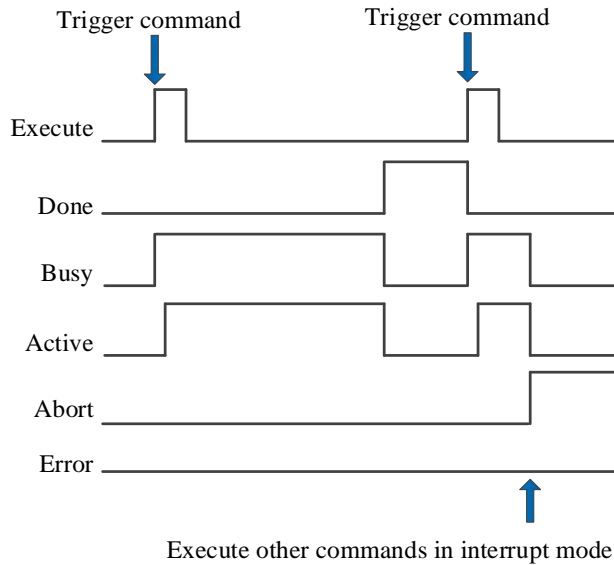 Trigger command Trigger command
Execute
Done
Busy
Active
Abort
Error
Execute other commands in interrupt mode